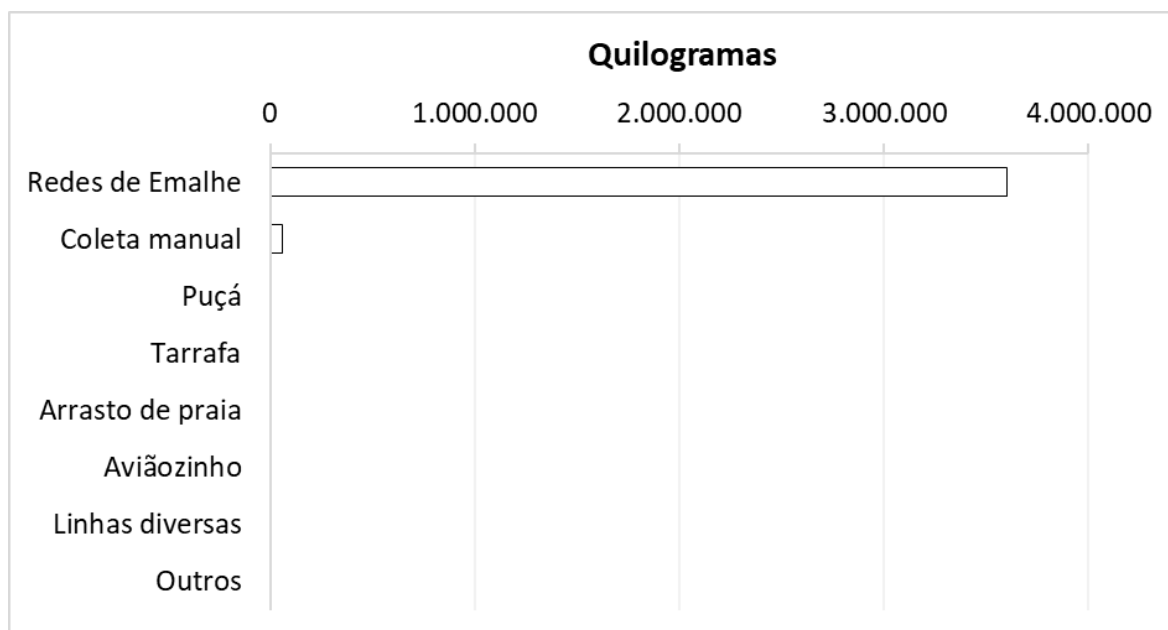 Quilogramas
0 1.000.000 2.000.000 3.000.000 4.000.000
Redes de Emalhe
Coleta manual
Puçá
Tarrafa
Arrasto de praia
Aviãozinho
Linhas diversas
Outros